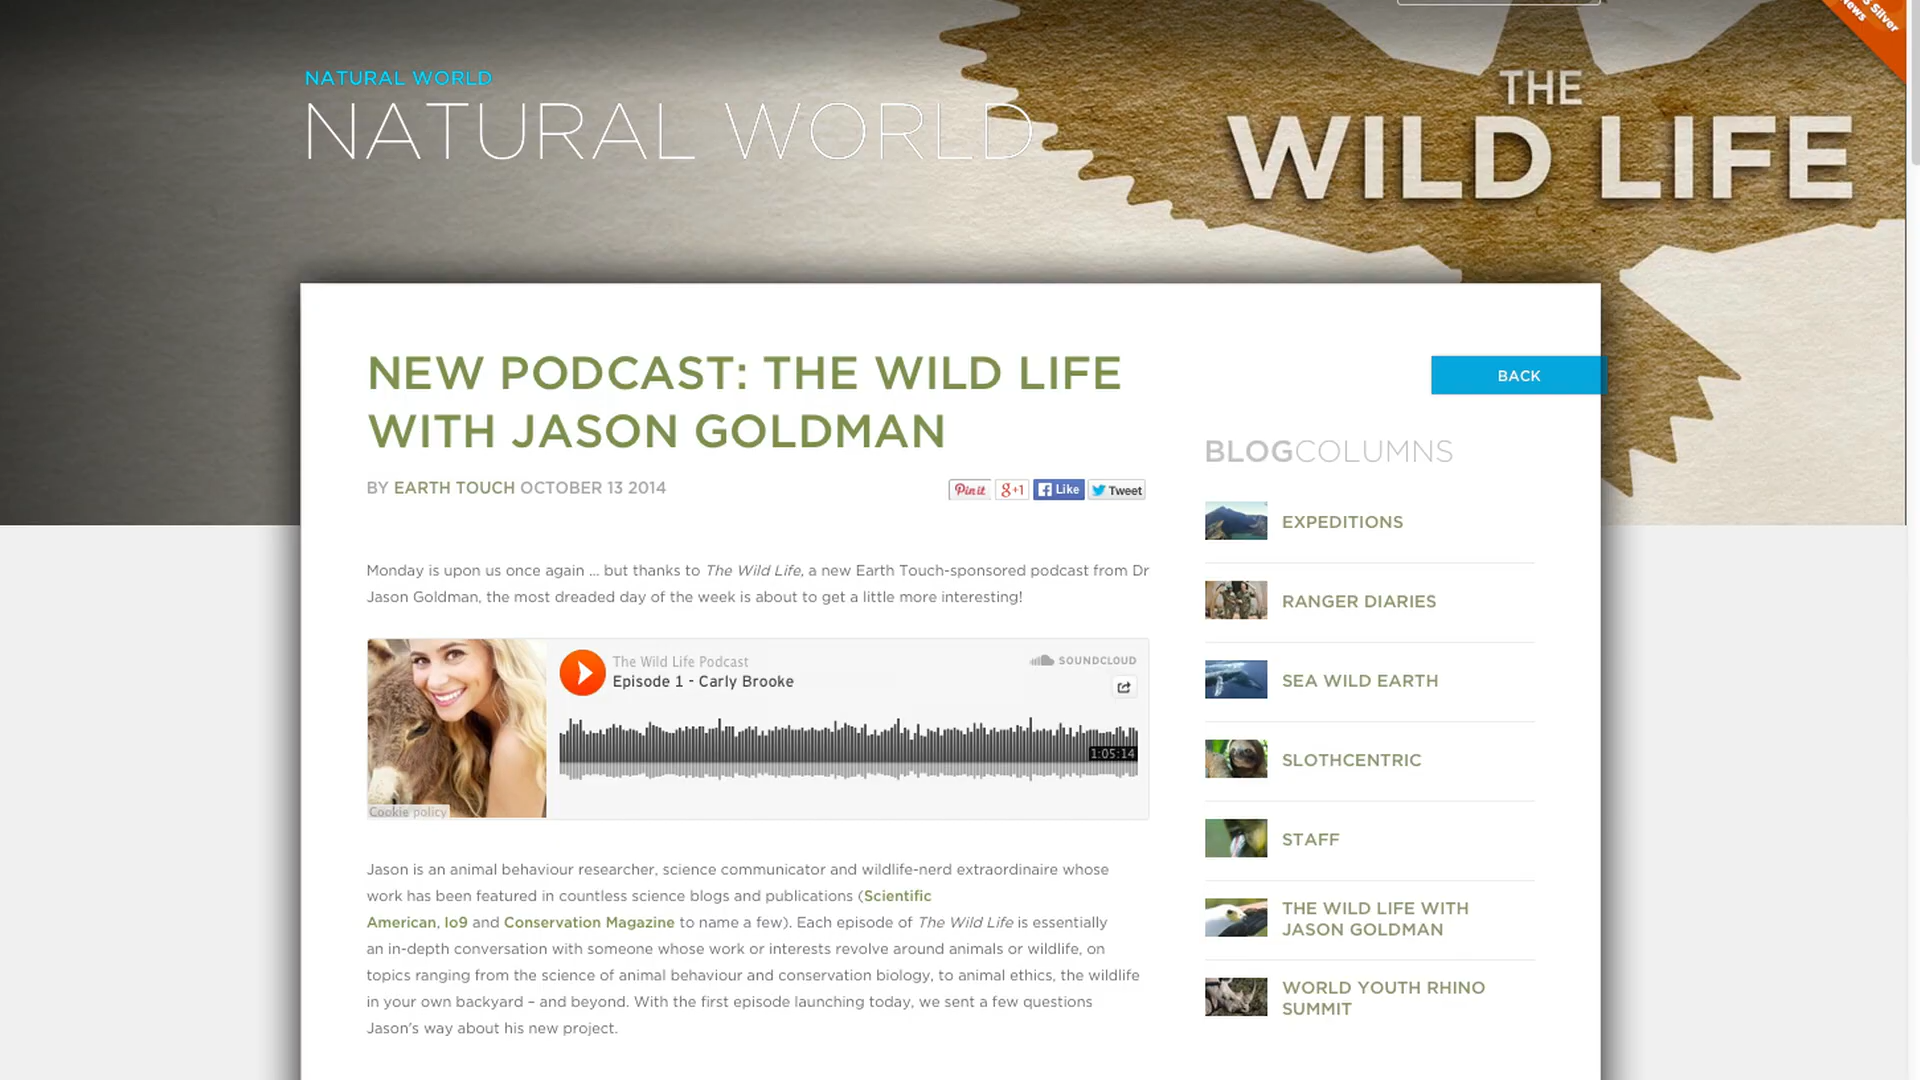 Silver
News
THE
WILD LIFE
NATURAL WORLD
NATURAL WORLD
NEW PODCAST: THE WILD LIFE
WITH JASON GOLDMAN
BY EARTH TOUCH OCTOBER 13 2014
Pinit g+1 Like Tweet
Monday is upon us once again ... but thanks to The Wild Life, a new Earth Touch-sponsored podcast from Dr
Jason Goldman, the most dreaded day of the week is about to get a little more interesting!
The Wild Life Podcast
Episode 1 - Carly Brooke
SOUNDCLOUD
1:05:14
Cookie policy
Jason is an animal behaviour researcher, science communicator and wildlife-nerd extraordinaire whose
work has been featured in countless science blogs and publications (Scientific
American, Io9 and Conservation Magazine to name a few). Each episode of The Wild Life is essentially
an in-depth conversation with someone whose work or interests revolve around animals or wildlife, on
topics ranging from the science of animal behaviour and conservation biology, to animal ethics, the wildlife
in your own backyard – and beyond. With the first episode launching today, we sent a few questions
Jason's way about his new project.
BACK
BLOGCOLUMNS
EXPEDITIONS
RANGER DIARIES
SEA WILD EARTH
SLOTHCENTRIC
STAFF
THE WILD LIFE WITH
JASON GOLDMAN
WORLD YOUTH RHINO
SUMMIT